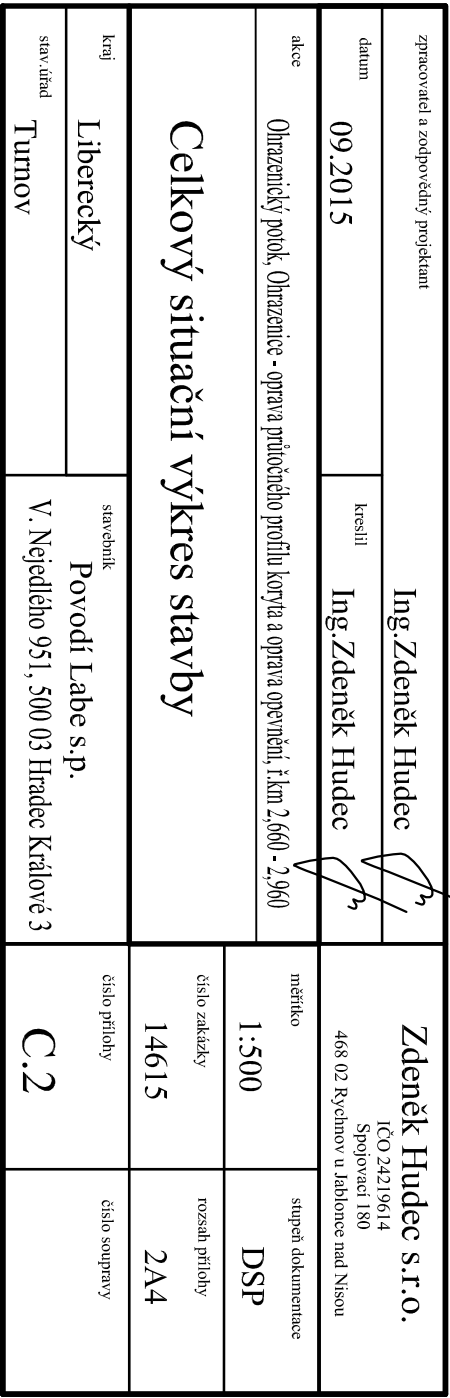 zpracovatel a zodpovědný projektant
Ing.Zdeněk Hudec
Zdeněk Hudec s.r.o.
IČO 24219614
Spojovací 180
468 02 Rychnov u Jablonce nad Nisou
datum
09.2015
kreslil
Ing.Zdeněk Hudec
akce
Ohrazenický potok, Ohrazenice - oprava průtočného profilu koryta a oprava opevnění, ř.km 2,660 - 2,960
měřítko
1:500
stupeň dokumentace
DSP
Celkový situační výkres stavby
číslo zakázky
14615
rozsah přílohy
2A4
kraj
Liberecký
stav.úřad
Turnov
stavebník
Povodí Labe s.p.
V. Nejedlého 951, 500 03 Hradec Králové 3
číslo přílohy
C.2
číslo soupravy